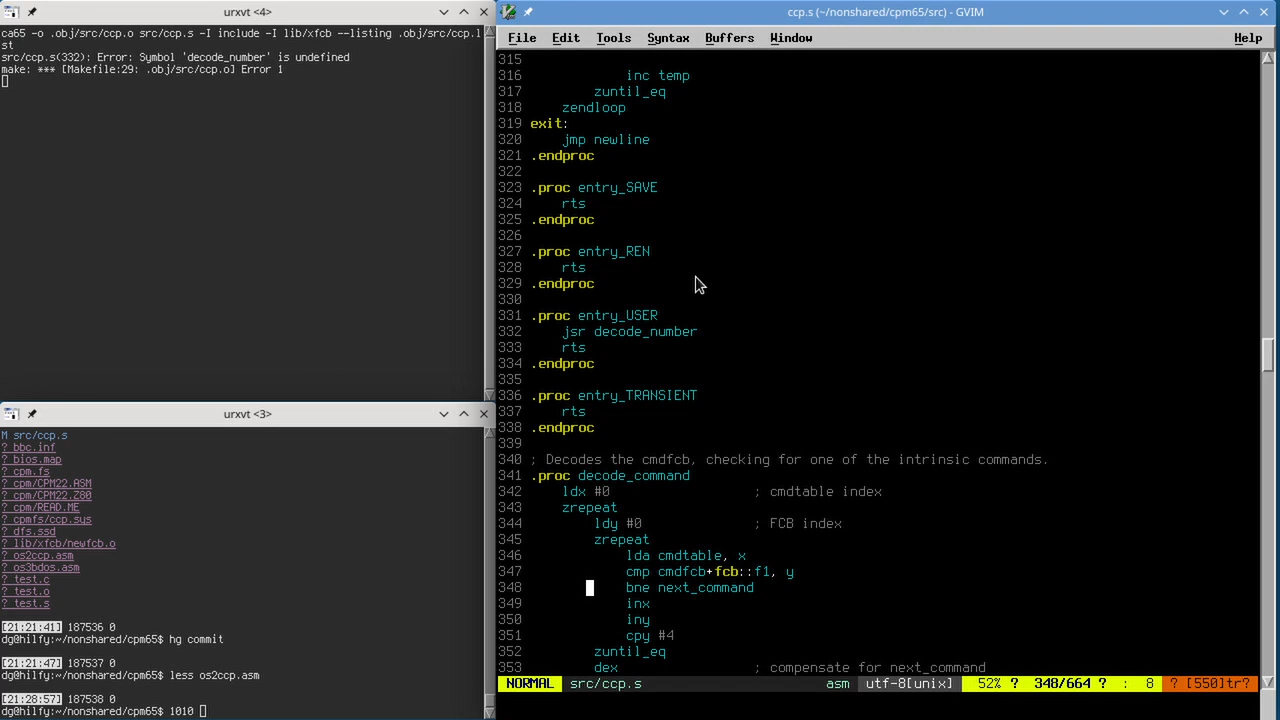 urxvt <4>
ca65 -o .obj/src/ccp.o src/ccp.s -I include -I lib/xfcb --listing .obj/src/ccp.l
st
src/ccp.s(332): Error: Symbol 'decode_number' is undefined
make: *** [Makefile:29: .obj/src/ccp.o] Error 1
urxvt <3>
M src/ccp.s
? bbc.inf
? bios.map
? cpm.fs
? cpm/CPM22.ASM
? cpm/CPM22.Z80
? cpm/READ.ME
? cpmfs/ccp.sys
? dfs.ssd
? lib/xfcb/newfcb.o
? os2ccp.asm
? os3bdos.asm
? test.c
? test.o
? test.s
[21:21:41] 187536 0
dg@hilfy:~/nonshared/cpm65$ hg commit
[21:21:47] 187537 0
dg@hilfy:~/nonshared/cpm65$ less os2ccp.asm
[21:28:57] 187538 0
dg@hilfy:~/nonshared/cpm65$ 1010
ccp.s (~/nonshared/cpm65/src) - GVIM
File Edit Tools Syntax Buffers Window Help
315
316 inc temp
317 zuntil_eq
318 zendloop
319 exit:
320 jmp newline
321 .endproc
322
323 .proc entry_SAVE
324 rts
325 .endproc
326
327 .proc entry_REN
328 rts
329 .endproc
330
331 .proc entry_USER
332 jsr decode_number
333 rts
334 .endproc
335
336 .proc entry_TRANSIENT
337 rts
338 .endproc
339
340 ; Decodes the cmdfcb, checking for one of the intrinsic commands.
341 .proc decode_command
342 ldx #0 ; cmdtable index
343 zrepeat
344 ldy #0 ; FCB index
345 zrepeat
346 lda cmdtable, x
347 cmp cmdfcb+fcb::f1, y
348 bne next_command
349 inx
350 iny
351 cpy #4
352 zuntil_eq
353 dex ; compensate for next_command
NORMAL src/ccp.s asm utf-8[unix] 52% ? 348/664 ? : 8 ? [550]tr?